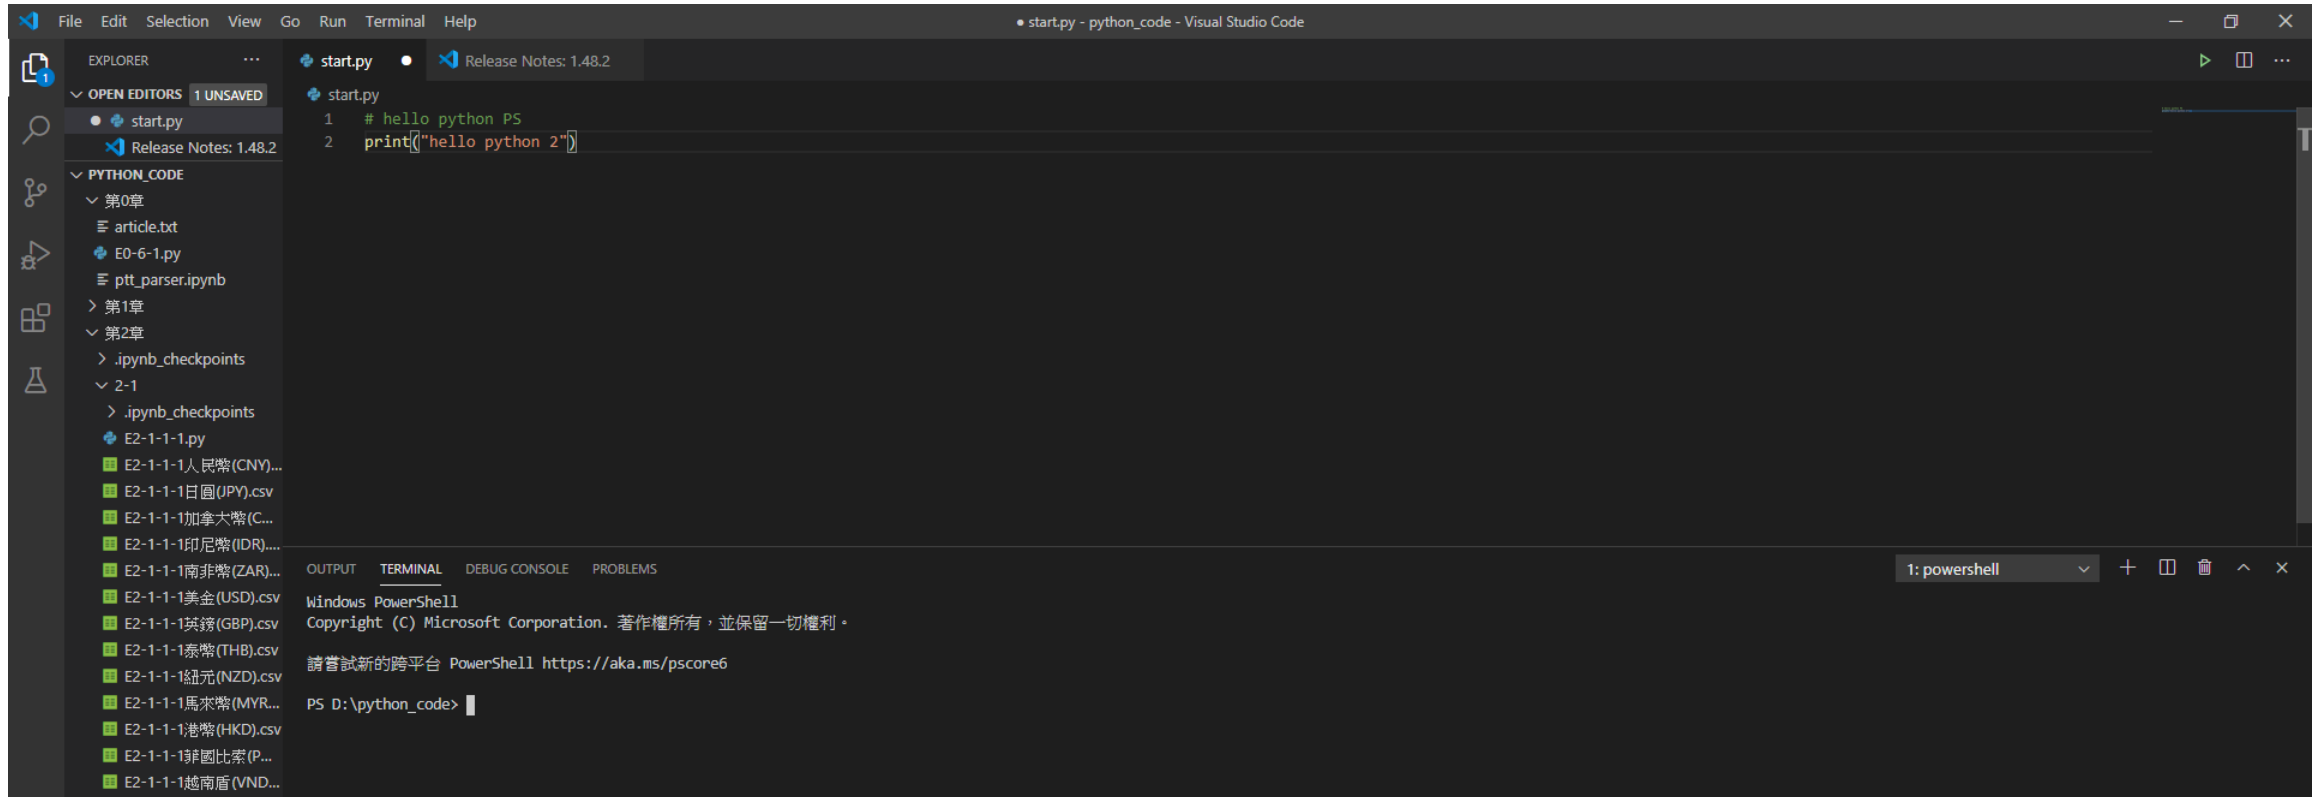 File Edit Selection View Go Run Terminal Help
● start.py - python_code - Visual Studio Code
EXPLORER ···
1
OPEN EDITORS 1 UNSAVED
start.py
Release Notes: 1.48.2
PYTHON_CODE
第0章
article.txt
E0-6-1.py
ptt_parser.ipynb
第1章
第2章
.ipynb_checkpoints
2-1
.ipynb_checkpoints
E2-1-1-1.py
E2-1-1-1人民幣(CNY)...
E2-1-1-1日圓(JPY).csv
E2-1-1-1加拿大幣(C...
E2-1-1-1印尼幣(IDR)....
E2-1-1-1南非幣(ZAR)...
E2-1-1-1美金(USD).csv
E2-1-1-1英鎊(GBP).csv
E2-1-1-1泰幣(THB).csv
E2-1-1-1紐元(NZD).csv
E2-1-1-1馬來幣(MYR...
E2-1-1-1港幣(HKD).csv
E2-1-1-1菲國比索(P...
E2-1-1-1越南盾(VND...
start.py ● Release Notes: 1.48.2
start.py
1 # hello python PS
2 print("hello python 2")
OUTPUT TERMINAL DEBUG CONSOLE PROBLEMS
1: powershell
Windows PowerShell
Copyright (C) Microsoft Corporation. 著作權所有，並保留一切權利。
請嘗試新的跨平台 PowerShell https://aka.ms/pscore6
PS D:\python_code>